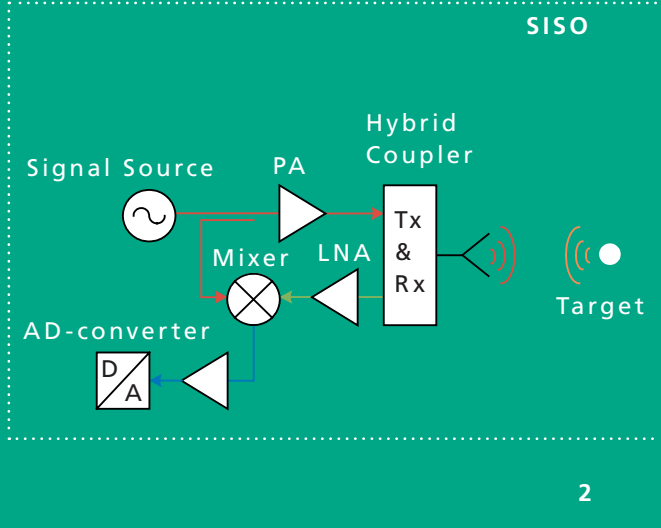 SISO
Hybrid
Coupler
Signal Source
PA
Tx
&
Rx
Mixer
LNA
Target
AD-converter
D
A
2